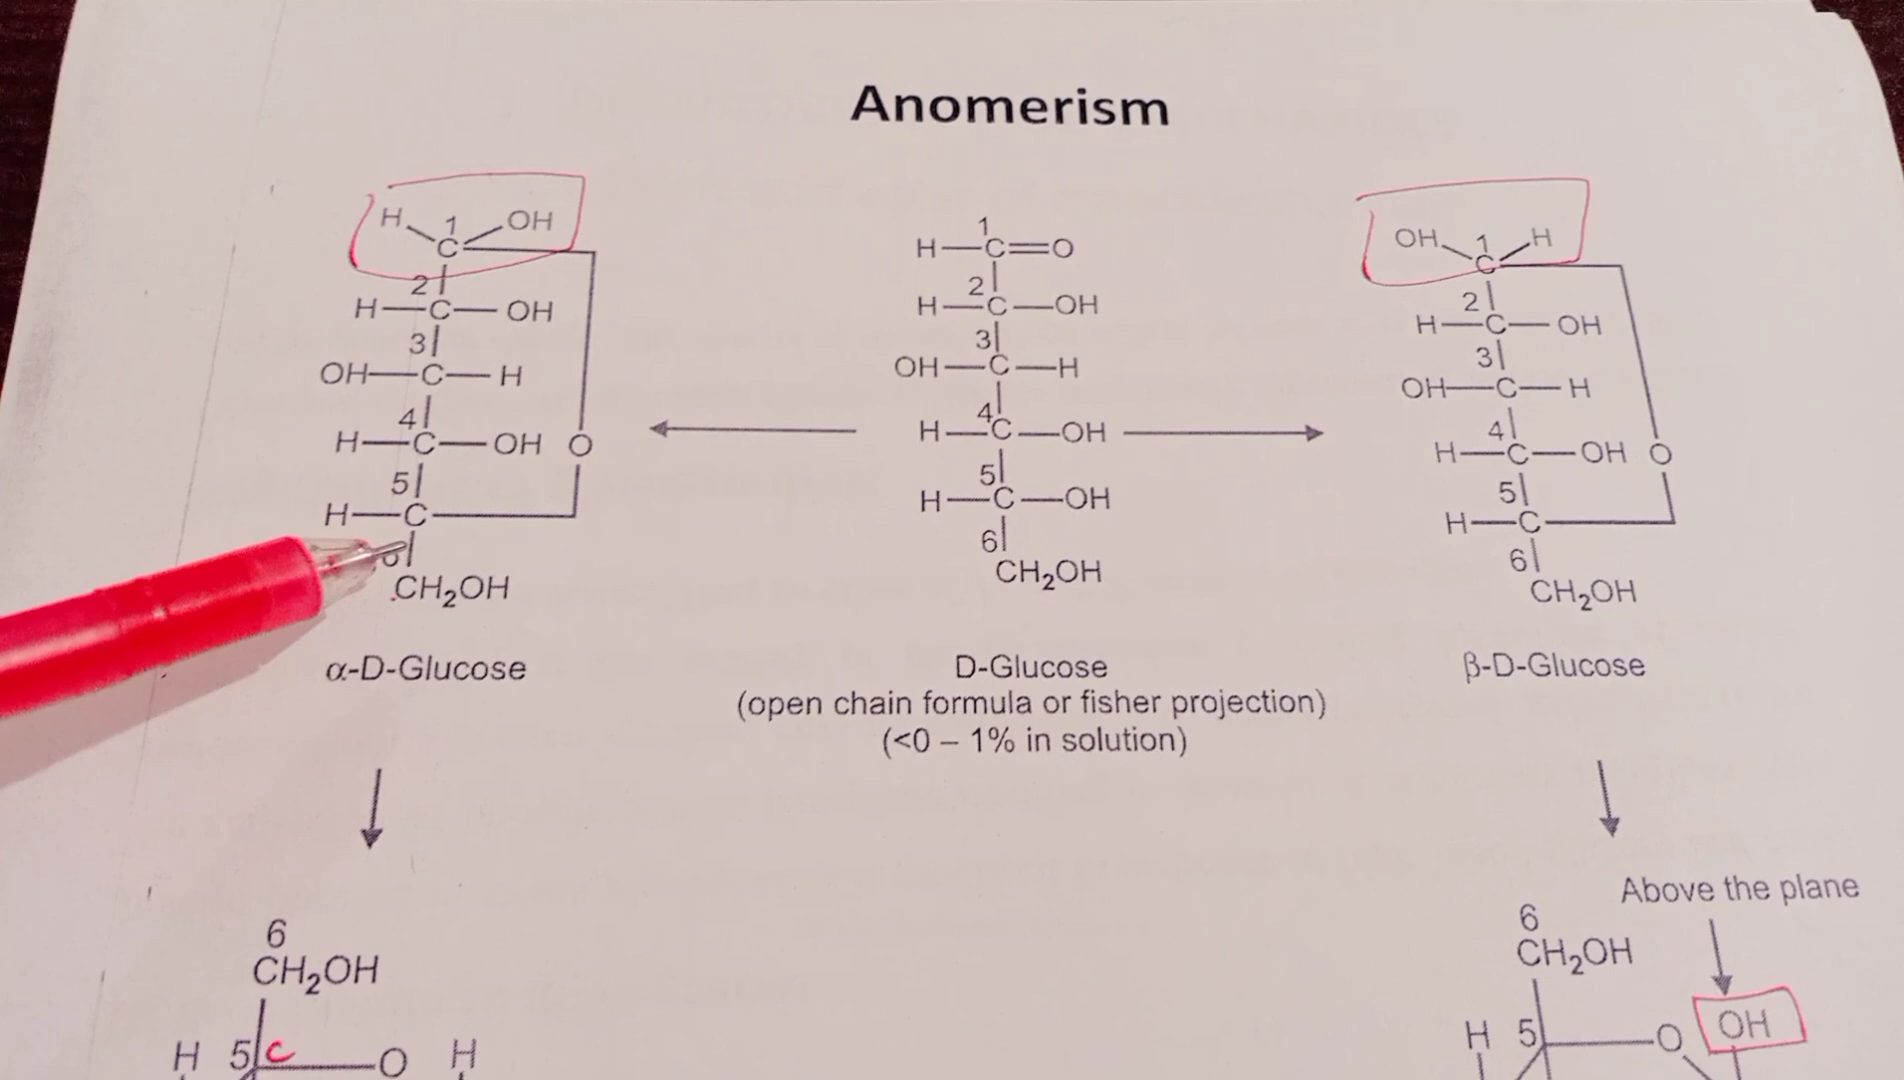 Anomerism
H 1 OH
C
2
H—C—OH
3
OH—C—H
4
H—C—OH O
5
H—C
6
CH₂OH
α-D-Glucose
1
H—C=O
2
H—C—OH
3
OH—C—H
4
H—C—OH
5
H—C—OH
6
CH₂OH
D-Glucose
(open chain formula or fisher projection)
(<0 – 1% in solution)
OH 1 H
C
2
H—C—OH
3
OH—C—H
4
H—C—OH O
5
H—C
6
CH₂OH
β-D-Glucose
6
CH₂OH
H 5 C O H
Above the plane
6
CH₂OH
H 5 O OH